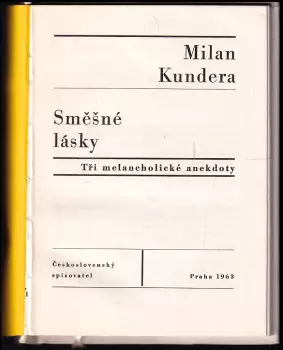 Milan
Kundera
Směšné
lásky
Tři melancholické anekdoty
Československý
spisovatel
Praha 1963